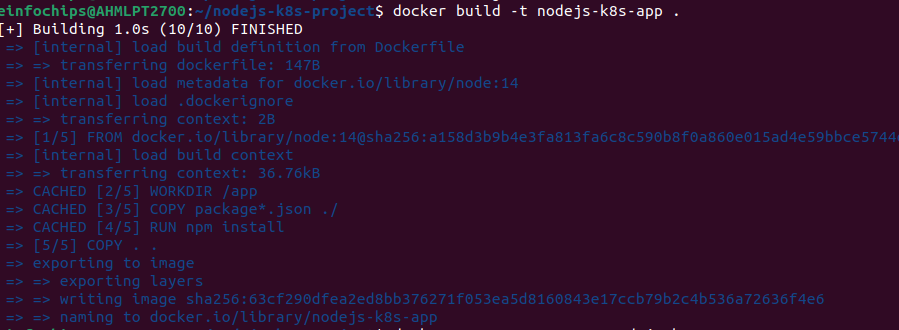 einfochips@AHMLPT2700:~/nodejs-k8s-project$ docker build -t nodejs-k8s-app .
[+] Building 1.0s (10/10) FINISHED
=> [internal] load build definition from Dockerfile
=> => transferring dockerfile: 147B
=> [internal] load metadata for docker.io/library/node:14
=> [internal] load .dockerignore
=> => transferring context: 2B
=> [1/5] FROM docker.io/library/node:14@sha256:a158d3b9b4e3fa813fa6c8c590b8f0a860e015ad4e59bbce5744
=> [internal] load build context
=> => transferring context: 36.76kB
=> CACHED [2/5] WORKDIR /app
=> CACHED [3/5] COPY package*.json ./
=> CACHED [4/5] RUN npm install
=> [5/5] COPY . .
=> exporting to image
=> => exporting layers
=> => writing image sha256:63cf290dfea2ed8bb376271f053ea5d8160843e17ccb79b2c4b536a72636f4e6
=> => naming to docker.io/library/nodejs-k8s-app